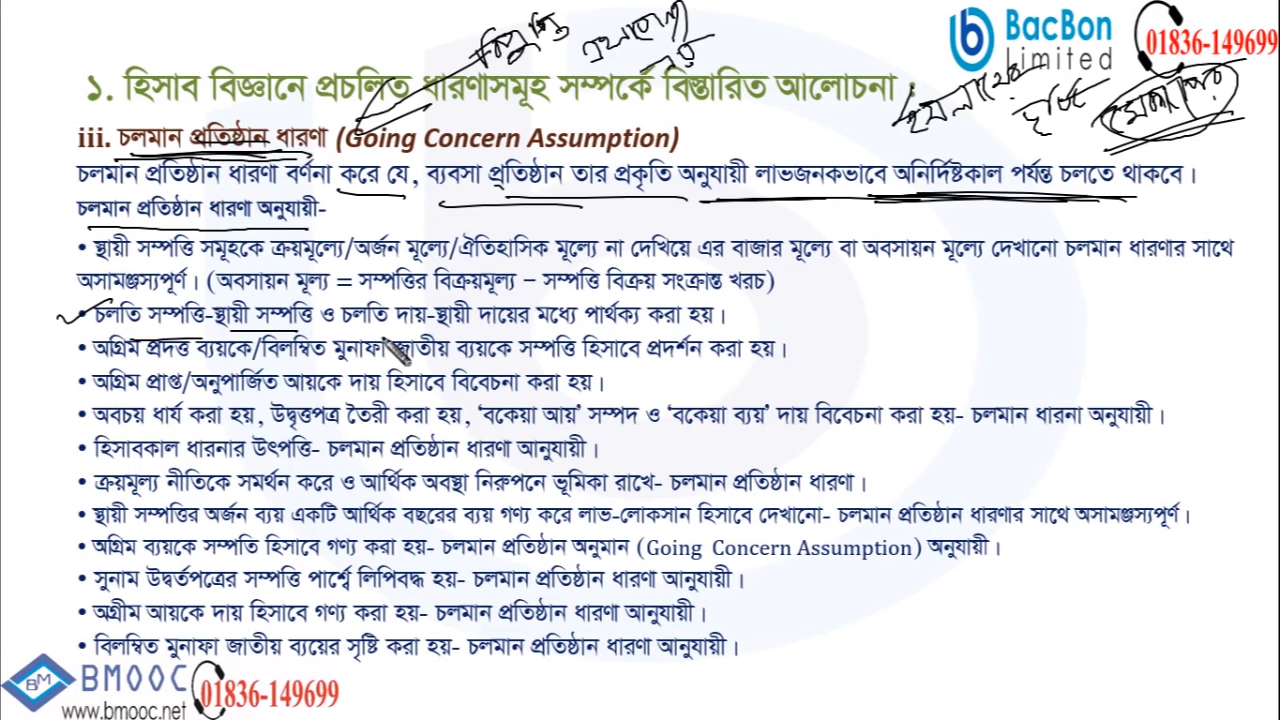 BacBon
Limited
01836-149699
১. হিসাব বিজ্ঞানে প্রচলিত ধারণাসমূহ সম্পর্কে বিস্তারিত আলোচনা :
iii. চলমান প্রতিষ্ঠান ধারণা (Going Concern Assumption)
চলমান প্রতিষ্ঠান ধারণা বর্ণনা করে যে, ব্যবসা প্রতিষ্ঠান তার প্রকৃতি অনুযায়ী লাভজনকভাবে অনির্দিষ্টকাল পর্যন্ত চলতে থাকবে।
চলমান প্রতিষ্ঠান ধারণা অনুযায়ী-
• স্থায়ী সম্পত্তি সমূহকে ক্রয়মূল্যে/অর্জন মূল্যে/ঐতিহাসিক মূল্যে না দেখিয়ে এর বাজার মূল্যে বা অবসায়ন মূল্যে দেখানো চলমান ধারণার সাথে
অসামঞ্জস্যপূর্ণ। (অবসায়ন মূল্য = সম্পত্তির বিক্রয়মূল্য – সম্পত্তি বিক্রয় সংক্রান্ত খরচ)
• চলতি সম্পত্তি-স্থায়ী সম্পত্তি ও চলতি দায়-স্থায়ী দায়ের মধ্যে পার্থক্য করা হয়।
• অগ্রিম প্রদত্ত ব্যয়কে/বিলম্বিত মুনাফা জাতীয় ব্যয়কে সম্পত্তি হিসাবে প্রদর্শন করা হয়।
• অগ্রিম প্রাপ্ত/অনুপার্জিত আয়কে দায় হিসাবে বিবেচনা করা হয়।
• অবচয় ধার্য করা হয়, উদ্বৃত্তপত্র তৈরী করা হয়, ‘বকেয়া আয়’ সম্পদ ও ‘বকেয়া ব্যয়’ দায় বিবেচনা করা হয়- চলমান ধারনা অনুযায়ী।
• হিসাবকাল ধারনার উৎপত্তি- চলমান প্রতিষ্ঠান ধারণা আনুযায়ী।
• ক্রয়মূল্য নীতিকে সমর্থন করে ও আর্থিক অবস্থা নিরুপনে ভূমিকা রাখে- চলমান প্রতিষ্ঠান ধারণা।
• স্থায়ী সম্পত্তির অর্জন ব্যয় একটি আর্থিক বছরের ব্যয় গণ্য করে লাভ-লোকসান হিসাবে দেখানো- চলমান প্রতিষ্ঠান ধারণার সাথে অসামঞ্জস্যপূর্ণ।
• অগ্রিম ব্যয়কে সম্পতি হিসাবে গণ্য করা হয়- চলমান প্রতিষ্ঠান অনুমান (Going Concern Assumption) অনুযায়ী।
• সুনাম উদ্বর্তপত্রের সম্পত্তি পার্শ্বে লিপিবদ্ধ হয়- চলমান প্রতিষ্ঠান ধারণা আনুযায়ী।
• অগ্রীম আয়কে দায় হিসাবে গণ্য করা হয়- চলমান প্রতিষ্ঠান ধারণা আনুযায়ী।
• বিলম্বিত মুনাফা জাতীয় ব্যয়ের সৃষ্টি করা হয়- চলমান প্রতিষ্ঠান ধারণা আনুযায়ী।
BM BMOOC
www.bmooc.net
01836-149699